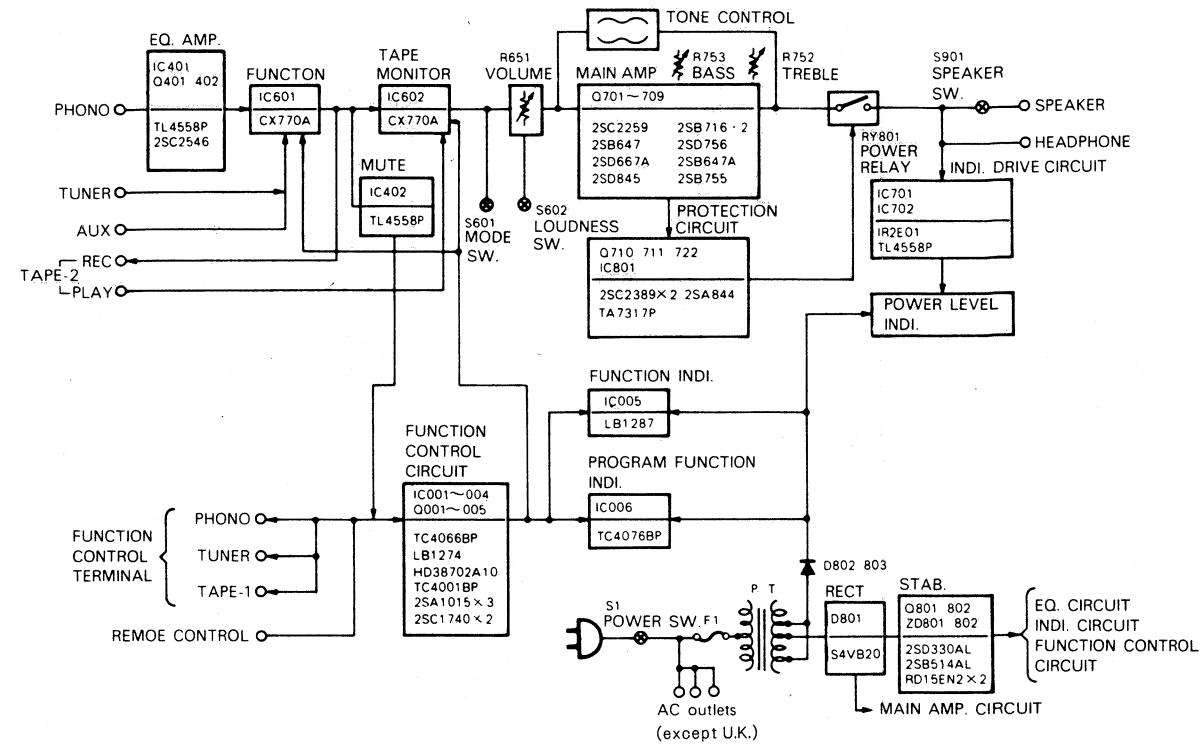 EQ. AMP.
IC401
Q401 402
TL4558P
2SC2546
PHONO
TUNER
AUX
TAPE-2
REC
PLAY
FUNCTON
IC601
CX770A
TAPE
MONITOR
IC602
CX770A
MUTE
IC402
TL4558P
R651
VOLUME
S601
MODE
SW.
S602
LOUDNESS
SW.
TONE CONTROL
MAIN AMP
R753
BASS
R752
TREBLE
Q701~709
2SC2259 2SB716·2
2SB647 2SD756
2SD667A 2SB647A
2SD845 2SB755
PROTECTION
CIRCUIT
Q710 711 722
IC801
2SC2389×2 2SA844
TA7317P
RY801
POWER
RELAY
S901
SPEAKER
SW.
SPEAKER
HEADPHONE
INDI. DRIVE CIRCUIT
IC701
IC702
IR2E01
TL4558P
POWER LEVEL
INDI.
FUNCTION INDI.
IC005
LB1287
PROGRAM FUNCTION
INDI.
IC006
TC4076BP
FUNCTION
CONTROL
CIRCUIT
IC001~004
Q001~005
TC4066BP
LB1274
HD38702A10
TC4001BP
2SA1015×3
2SC1740×2
FUNCTION
CONTROL
TERMINAL
PHONO
TUNER
TAPE-1
REMOE CONTROL
S1
POWER SW.
F1
AC outlets
(except U.K.)
P. T
D802 803
RECT
D801
S4VB20
STAB.
Q801 802
ZD801 802
2SD330AL
2SB514AL
RD15EN2×2
EQ. CIRCUIT
INDI. CIRCUIT
FUNCTION CONTROL
CIRCUIT
MAIN AMP. CIRCUIT